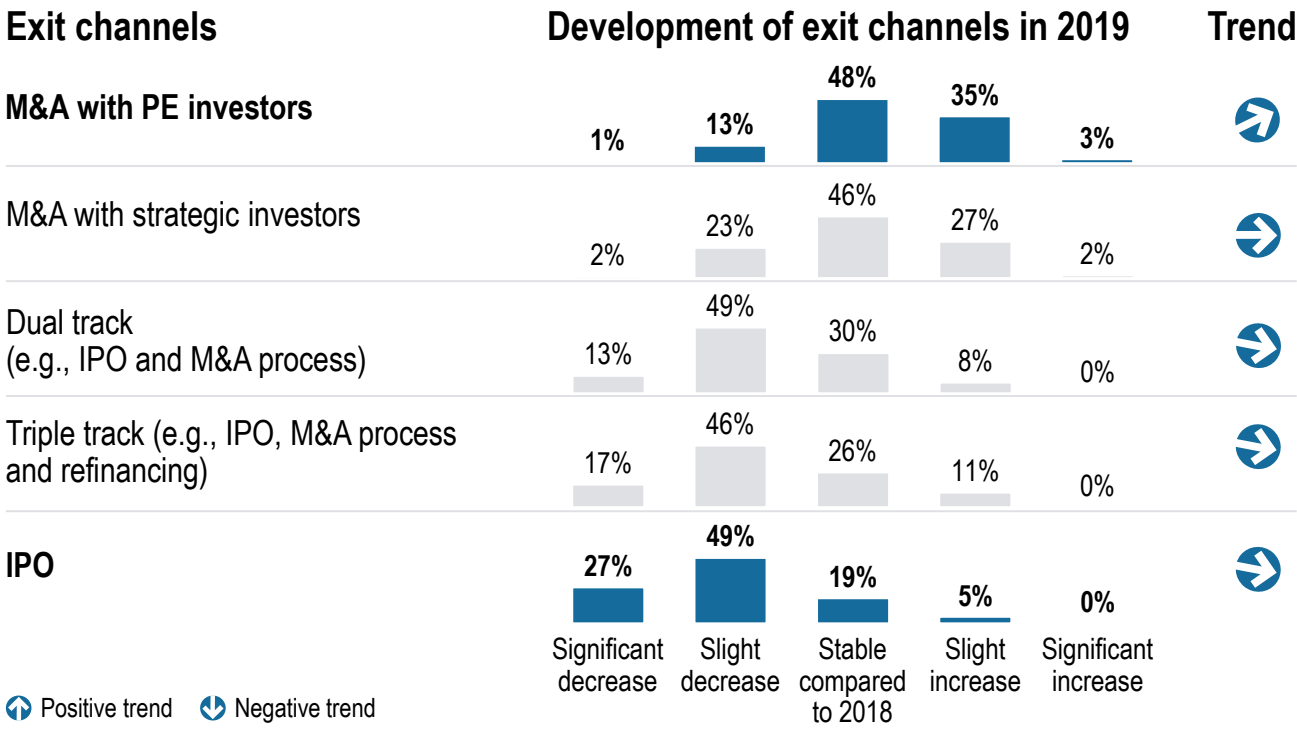 Exit channels Development of exit channels in 2019 Trend
M&A with PE investors
1% 13% 48% 35% 3%
M&A with strategic investors
2% 23% 46% 27% 2%
Dual track
(e.g., IPO and M&A process)
13% 49% 30% 8% 0%
Triple track (e.g., IPO, M&A process
and refinancing)
17% 46% 26% 11% 0%
IPO
27% 49% 19% 5% 0%
Significant
decrease
Slight
decrease
Stable
compared
to 2018
Slight
increase
Significant
increase
Positive trend Negative trend